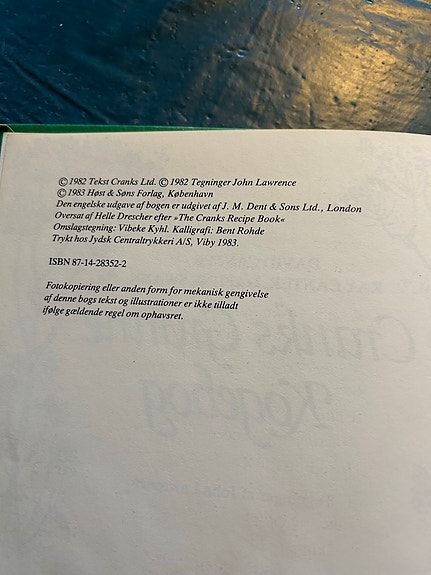 © 1982 Tekst Cranks Ltd. © 1982 Tegninger John Lawrence
© 1983 Høst & Søns Forlag, København
Den engelske udgave af bogen er udgivet af J. M. Dent & Sons Ltd., London
Oversat af Helle Drescher efter »The Cranks Recipe Book«
Omslagstegning: Vibeke Kyhl. Kalligrafi: Bent Rohde
Trykt hos Jydsk Centraltrykkeri A/S, Viby 1983.
ISBN 87-14-28352-2
Fotokopiering eller anden form for mekanisk gengivelse
af denne bogs tekst og illustrationer er ikke tilladt
ifølge gældende regel om ophavsret.
Cranks
Kogebog